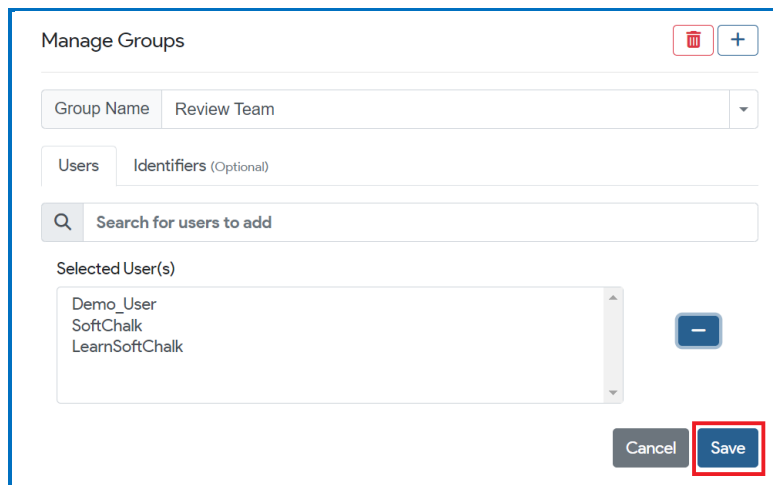 Manage Groups
Group Name Review Team
Users Identifiers (Optional)
Search for users to add
Selected User(s)
Demo_User
SoftChalk
LearnSoftChalk
Cancel Save